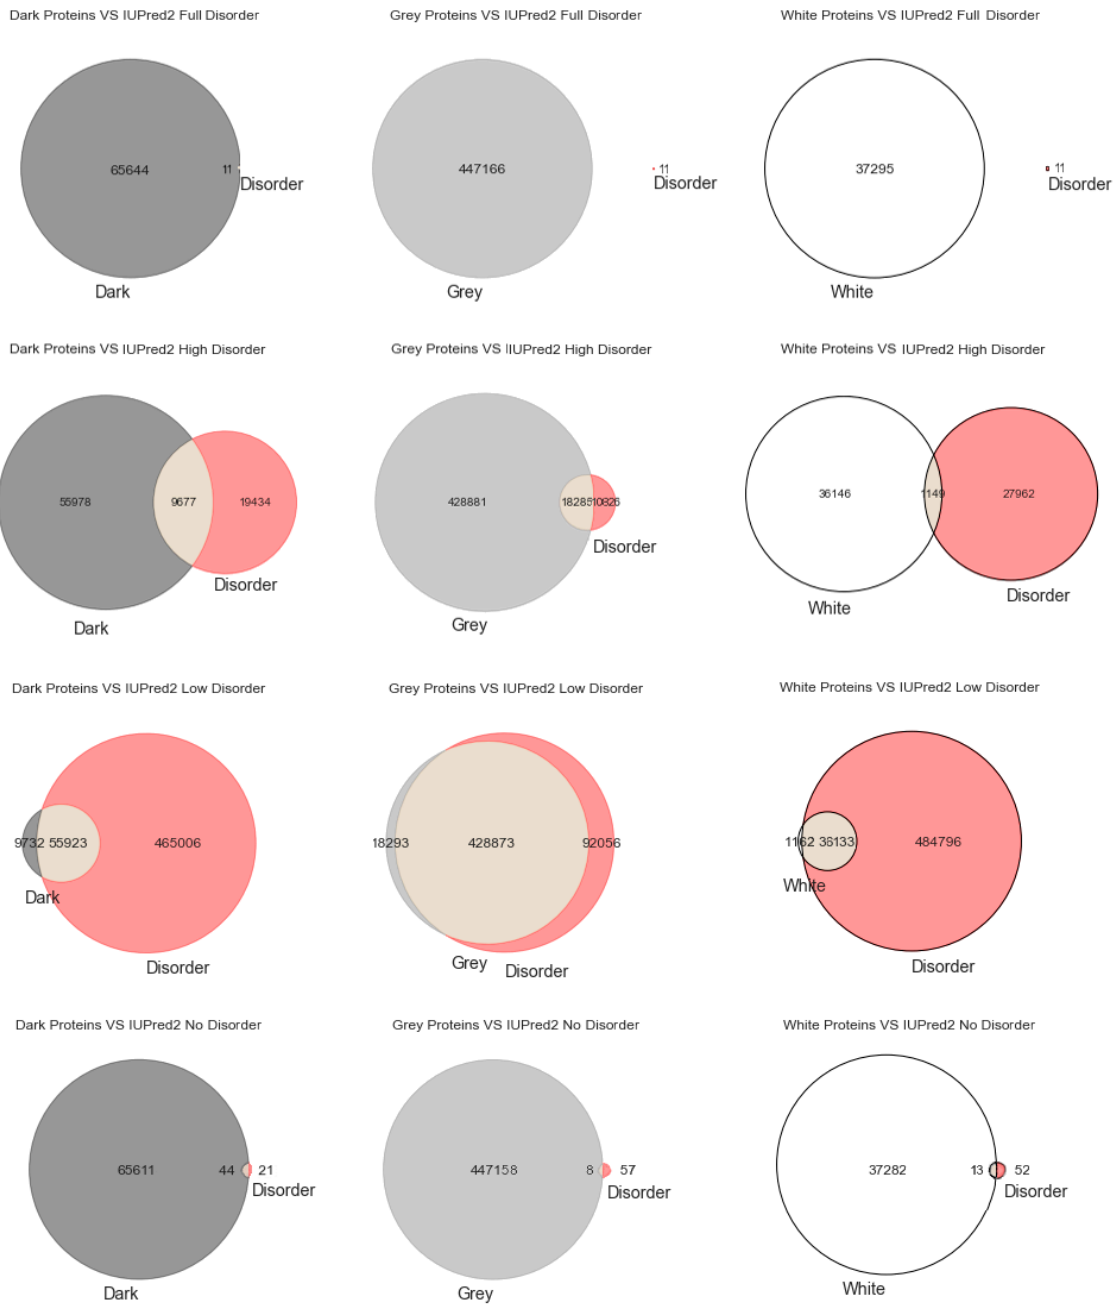 Dark Proteins VS IUPred2 Full Disorder
Grey Proteins VS IUPred2 Full Disorder
White Proteins VS IUPred2 Full Disorder
65644
11
Disorder
Dark
447166
11
Disorder
Grey
37295
11
Disorder
White
Dark Proteins VS IUPred2 High Disorder
Grey Proteins VS IIUPred2 High Disorder
White Proteins VS IUPred2 High Disorder
55978
9677
19434
Disorder
Dark
428881
18285
10826
Disorder
Grey
36146
1149
27962
Disorder
White
Dark Proteins VS IUPred2 Low Disorder
Grey Proteins VS IUPred2 Low Disorder
White Proteins VS IUPred2 Low Disorder
9732
55923
465006
Dark
Disorder
18293
428873
92056
Grey
Disorder
1162
36133
484796
White
Disorder
Dark Proteins VS IUPred2 No Disorder
Grey Proteins VS IUPred2 No Disorder
White Proteins VS IUPred2 No Disorder
65611
44
21
Disorder
Dark
447158
8
57
Disorder
Grey
37282
13
52
Disorder
White